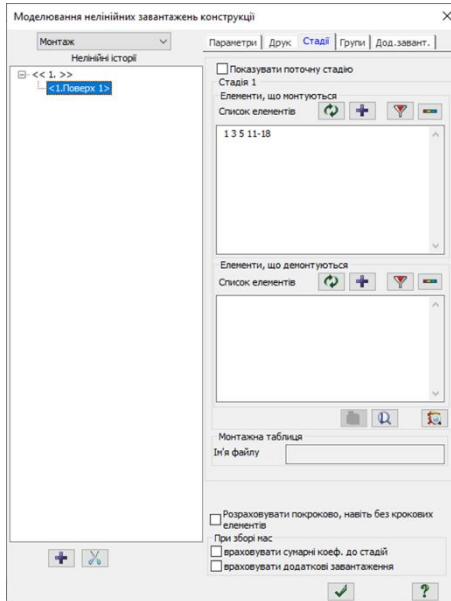 Моделювання нелінійних завантажень конструкції
Монтаж
Нелінійні історії
<< 1. >>
<1.Поверх 1>
Параметри Друк Стадії Групи Дод.завант.
Показувати поточну стадію
Стадія 1
Елементи, що монтуються
Список елементів
1 3 5 11-18
Елементи, що демонтуються
Список елементів
Монтажна таблиця
Ім'я файлу
Розраховувати покроково, навіть без крокових
елементів
При зборі мас
враховувати сумарні коеф. до стадій
враховувати додаткові завантаження